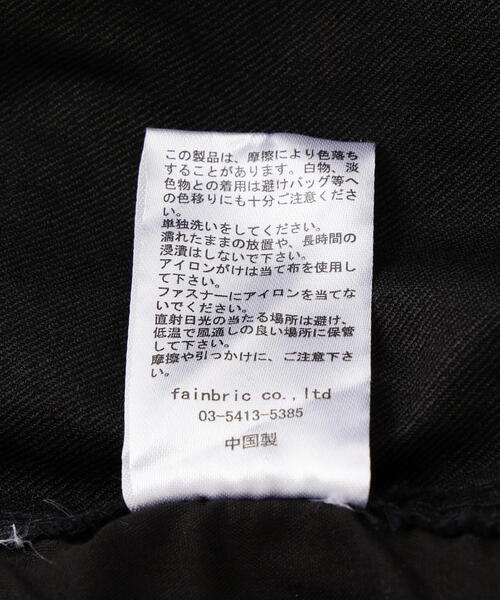 この製品は、摩擦により色落ち
することがあります。白物、淡
色物との着用は避けバッグ等へ
の色移りにも十分ご注意くださ
い。
単独洗いをしてください。
濡れたままの放置や、長時間の
浸漬はしないで下さい。
アイロンがけは当て布を使用し
て下さい。
ファスナーにアイロンを当てな
いでください。
直射日光の当たる場所は避け、
低温で風通しの良い場所に保管
して下さい。
摩擦や引っかけに、ご注意下さ
い。
fainbric co.,ltd
03-5413-5385
中国製